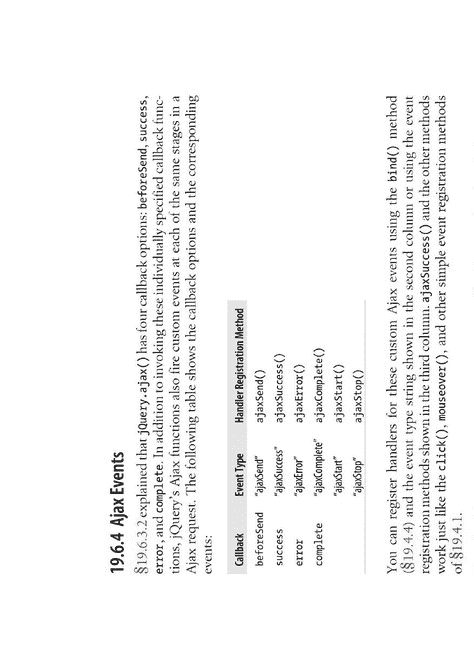 19.6.4 Ajax Events
§19.6.3.2 explained that jQuery.ajax() has four callback options: beforeSend, success,
error, and complete. In addition to invoking these individually specified callback func-
tions, jQuery's Ajax functions also fire custom events at each of the same stages in a
Ajax request. The following table shows the callback options and the corresponding
events:
Callback Event Type Handler Registration Method
beforeSend "ajaxSend" ajaxSend()
success "ajaxSuccess" ajaxSuccess()
error "ajaxError" ajaxError()
complete "ajaxComplete" ajaxComplete()
"ajaxStart" ajaxStart()
"ajaxStop" ajaxStop()
You can register handlers for these custom Ajax events using the bind() method
(§19.4.4) and the event type string shown in the second column or using the event
registration methods shown in the third column. ajaxSuccess() and the other methods
work just like the click(), mouseover(), and other simple event registration methods
of §19.4.1.